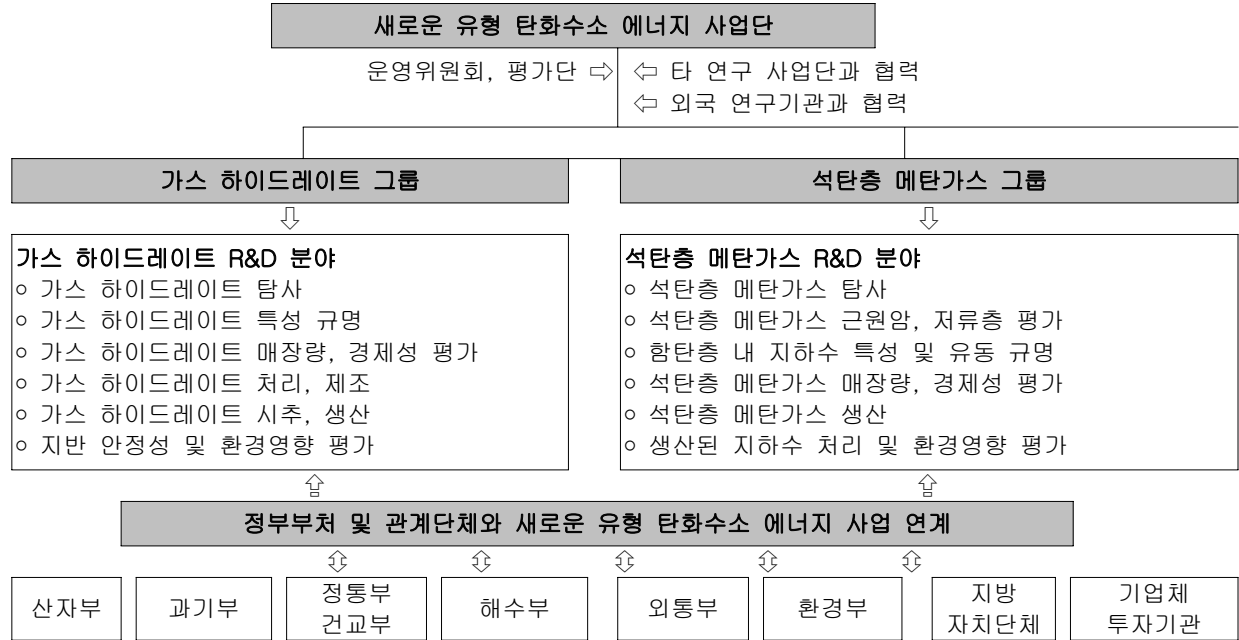 새로운 유형 탄화수소 에너지 사업단
운영위원회, 평가단 ⇨ ⇦ 타 연구 사업단과 협력
⇦ 외국 연구기관과 협력
가스 하이드레이트 그룹
석탄층 메탄가스 그룹
가스 하이드레이트 R&D 분야
○ 가스 하이드레이트 탐사
○ 가스 하이드레이트 특성 규명
○ 가스 하이드레이트 매장량, 경제성 평가
○ 가스 하이드레이트 처리, 제조
○ 가스 하이드레이트 시추, 생산
○ 지반 안정성 및 환경영향 평가
석탄층 메탄가스 R&D 분야
○ 석탄층 메탄가스 탐사
○ 석탄층 메탄가스 근원암, 저류층 평가
○ 함탄층 내 지하수 특성 및 유동 규명
○ 석탄층 메탄가스 매장량, 경제성 평가
○ 석탄층 메탄가스 생산
○ 생산된 지하수 처리 및 환경영향 평가
정부부처 및 관계단체와 새로운 유형 탄화수소 에너지 사업 연계
산자부
과기부
정통부
건교부
해수부
외통부
환경부
지방
자치단체
기업체
투자기관